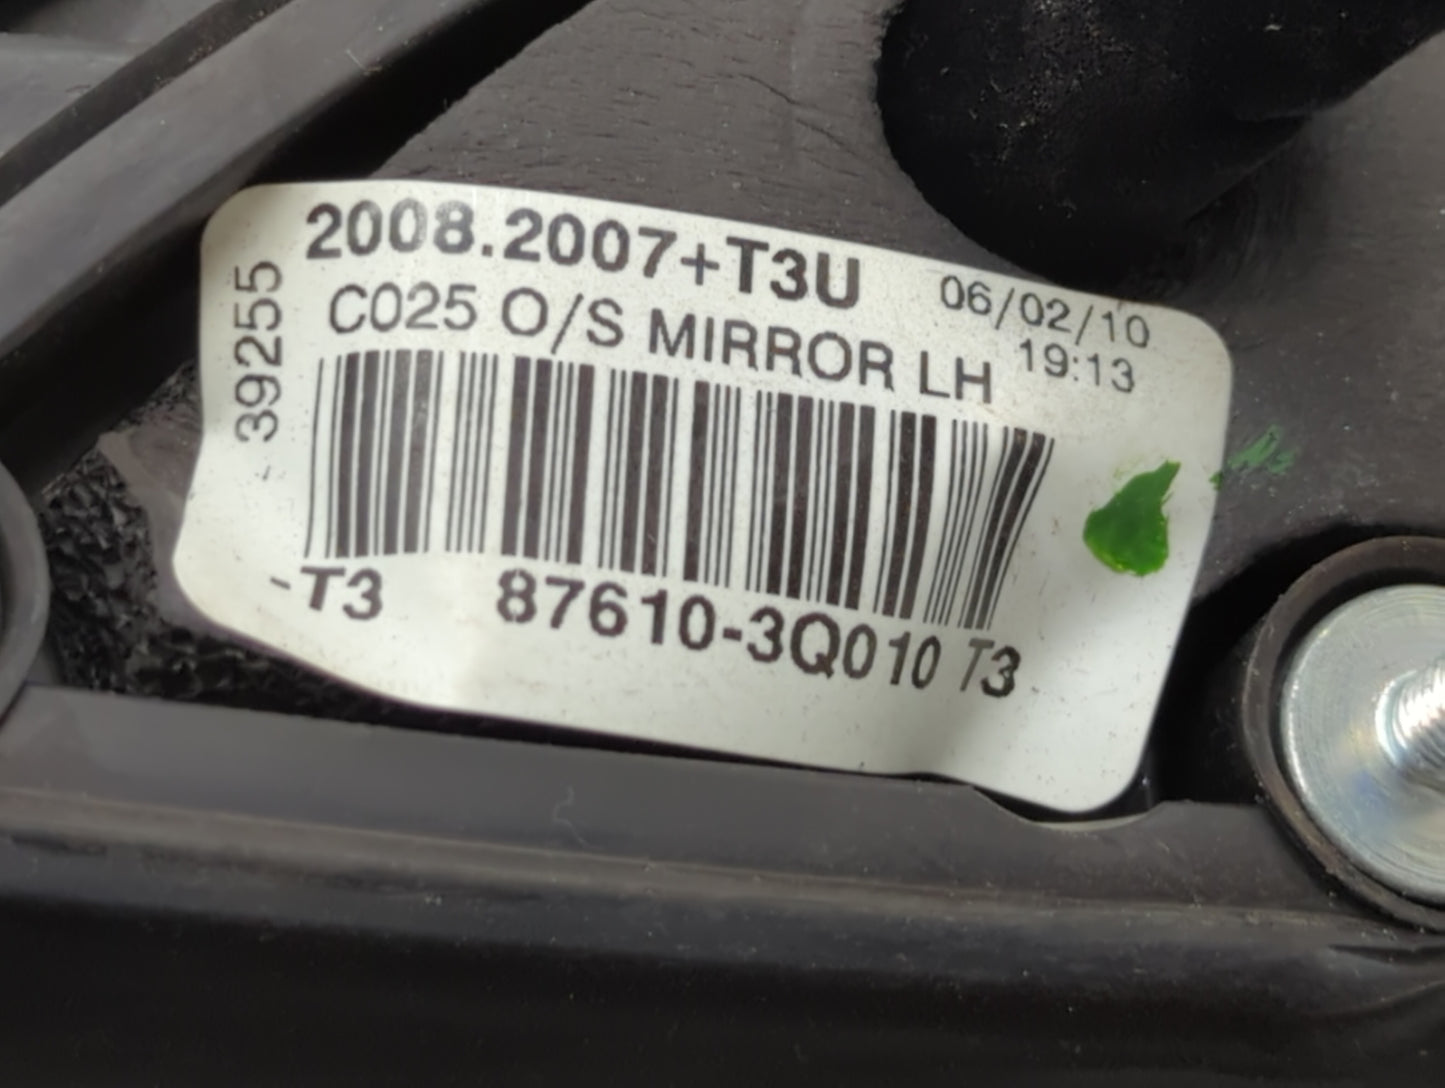 2008.2007+T3U
06/02/10
C025 O/S MIRROR LH
19:13
- 39255
-T3 87610-3Q010 T3